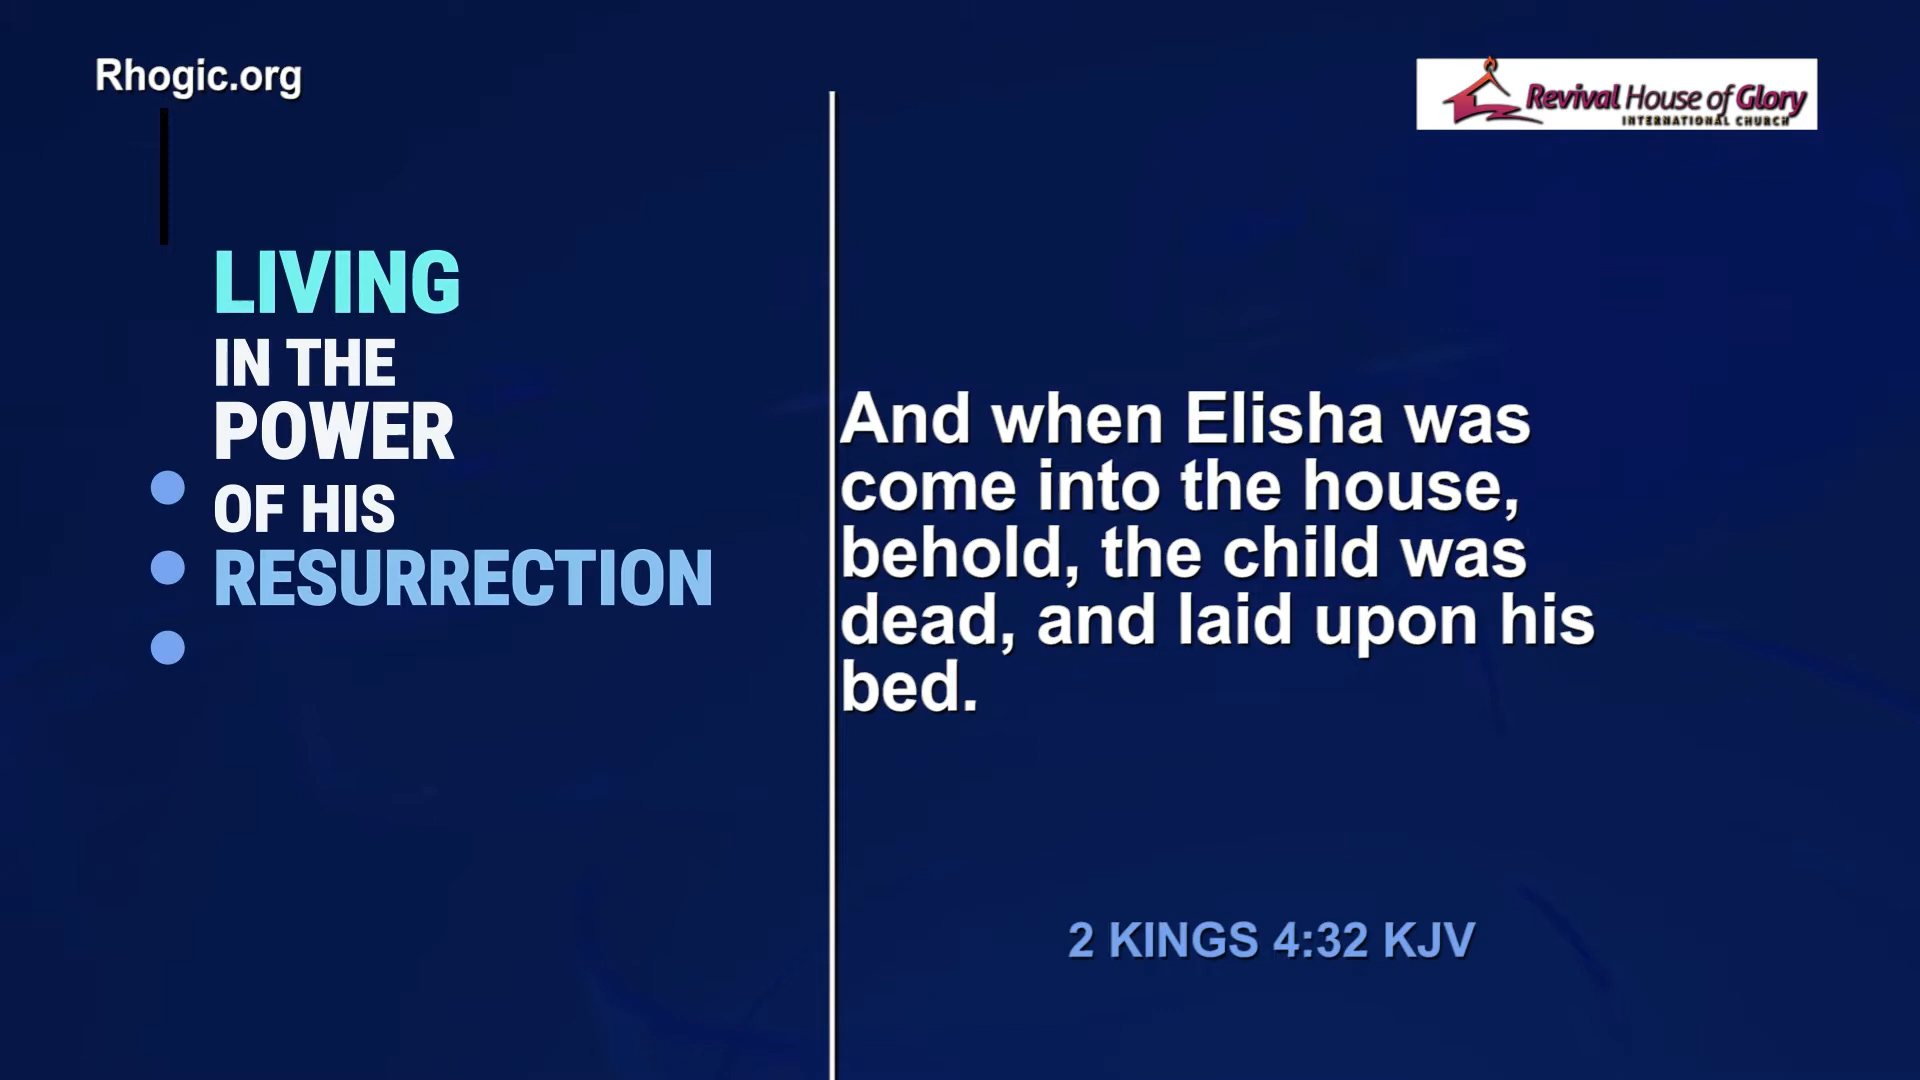 Rhogic.org
Revival House of Glory
INTERNATIONAL CHURCH
LIVING
IN THE
POWER
OF HIS
RESURRECTION
And when Elisha was
come into the house,
behold, the child was
dead, and laid upon his
bed.
2 KINGS 4:32 KJV